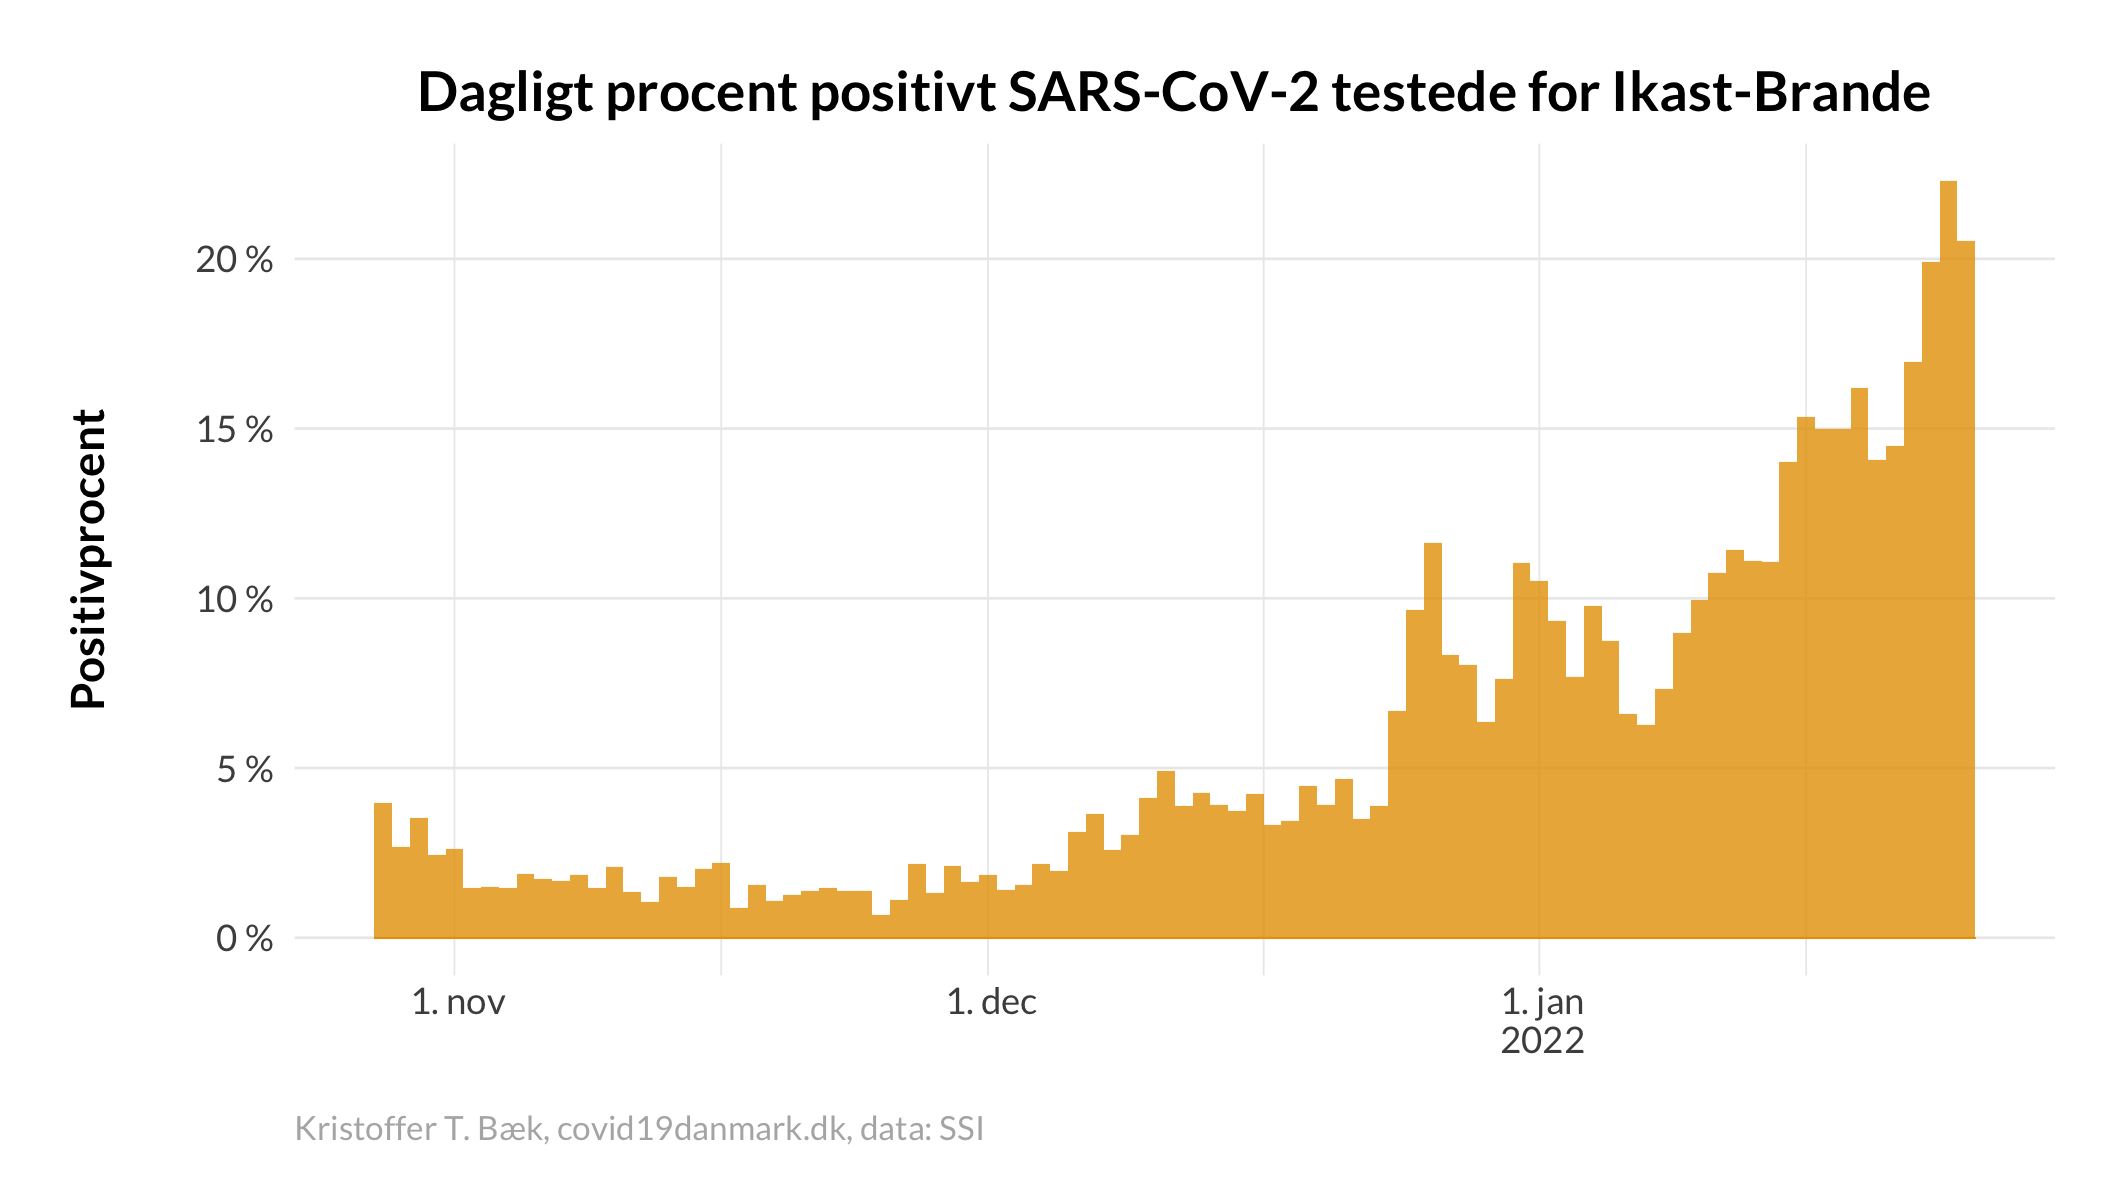 Dagligt procent positivt SARS-CoV-2 testede for Ikast-Brande
Positivprocent
20 %
15 %
10 %
5 %
0 %
1. nov
1. dec
1. jan
2022
Kristoffer T. Bæk, covid19danmark.dk, data: SSI